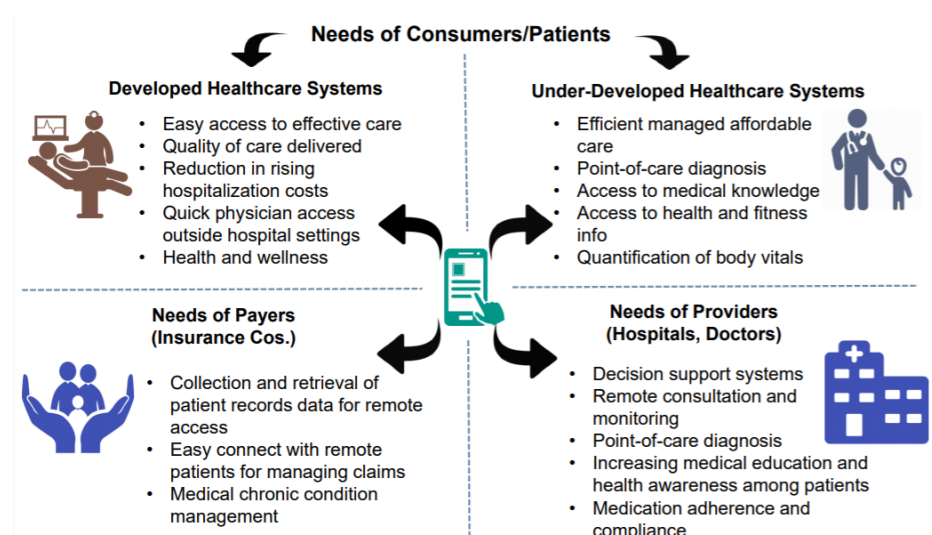 Needs of Consumers/Patients
Developed Healthcare Systems
• Easy access to effective care
• Quality of care delivered
• Reduction in rising
hospitalization costs
• Quick physician access
outside hospital settings
• Health and wellness
Under-Developed Healthcare Systems
• Efficient managed affordable
care
• Point-of-care diagnosis
• Access to medical knowledge
• Access to health and fitness
info
• Quantification of body vitals
Needs of Payers
(Insurance Cos.)
• Collection and retrieval of
patient records data for remote
access
• Easy connect with remote
patients for managing claims
• Medical chronic condition
management
Needs of Providers
(Hospitals, Doctors)
• Decision support systems
• Remote consultation and
monitoring
• Point-of-care diagnosis
• Increasing medical education and
health awareness among patients
• Medication adherence and
compliance